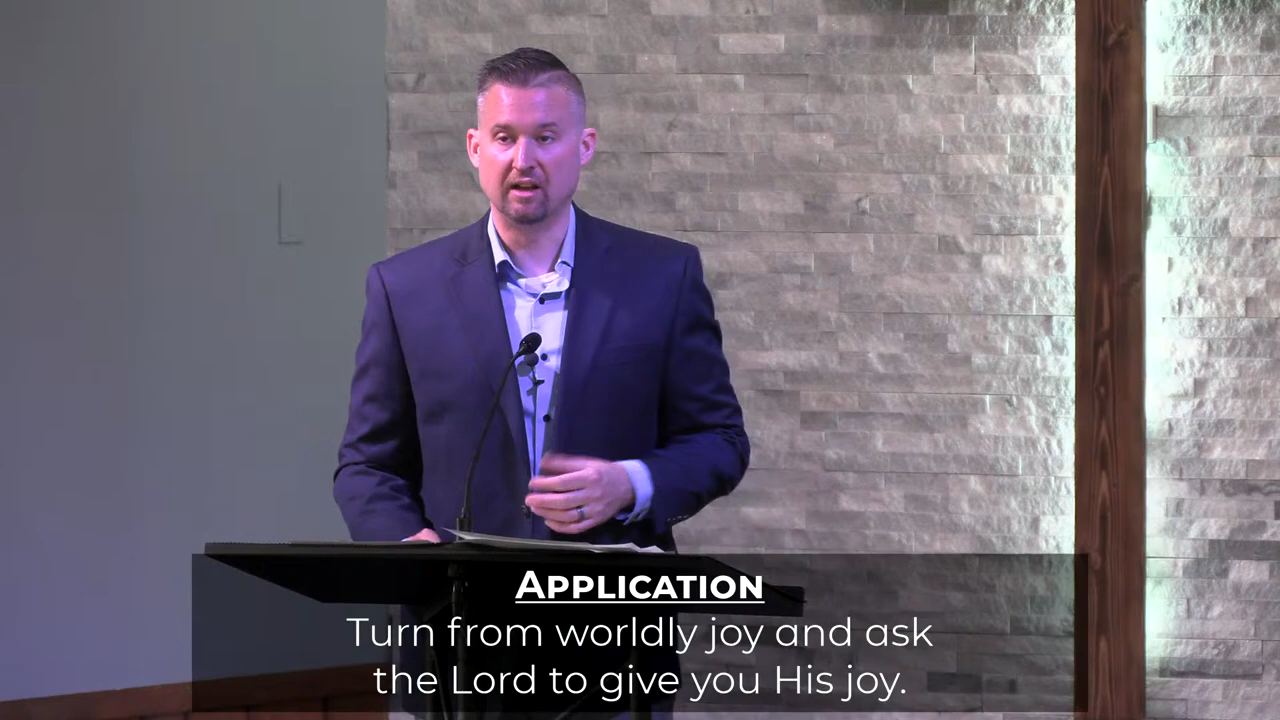 APPLICATION
Turn from worldly joy and ask
the Lord to give you His joy.